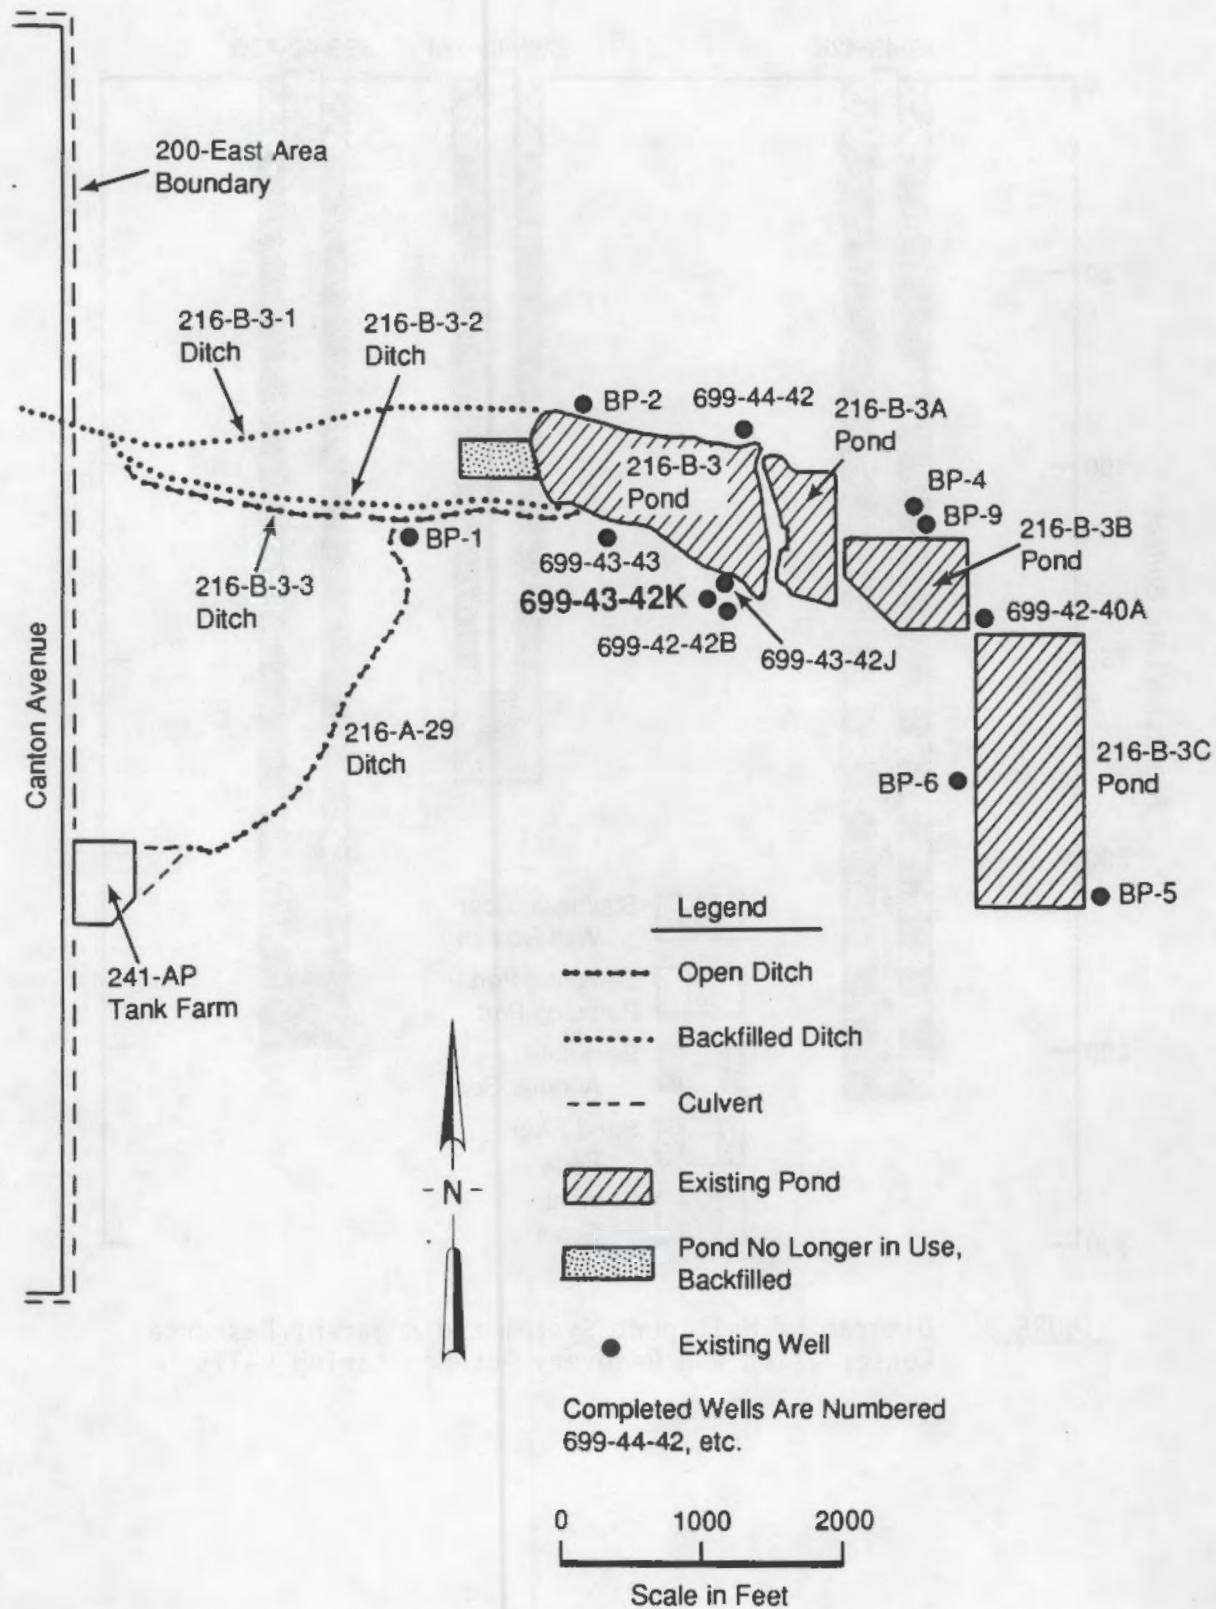 200-East Area
Boundary
216-B-3-1
Ditch
216-B-3-2
Ditch
BP-2
699-44-42
216-B-3A
Pond
216-B-3
Pond
BP-4
BP-9
216-B-3B
Pond
BP-1
699-43-43
216-B-3-3
Ditch
699-43-42K
699-42-40A
699-42-42B
699-43-42J
216-A-29
Ditch
Canton Avenue
BP-6
216-B-3C
Pond
BP-5
241-AP
Tank Farm
Legend
Open Ditch
Backfilled Ditch
Culvert
- N -
Existing Pond
Pond No Longer in Use,
Backfilled
Existing Well
Completed Wells Are Numbered
699-44-42, etc.
0 1000 2000
Scale in Feet